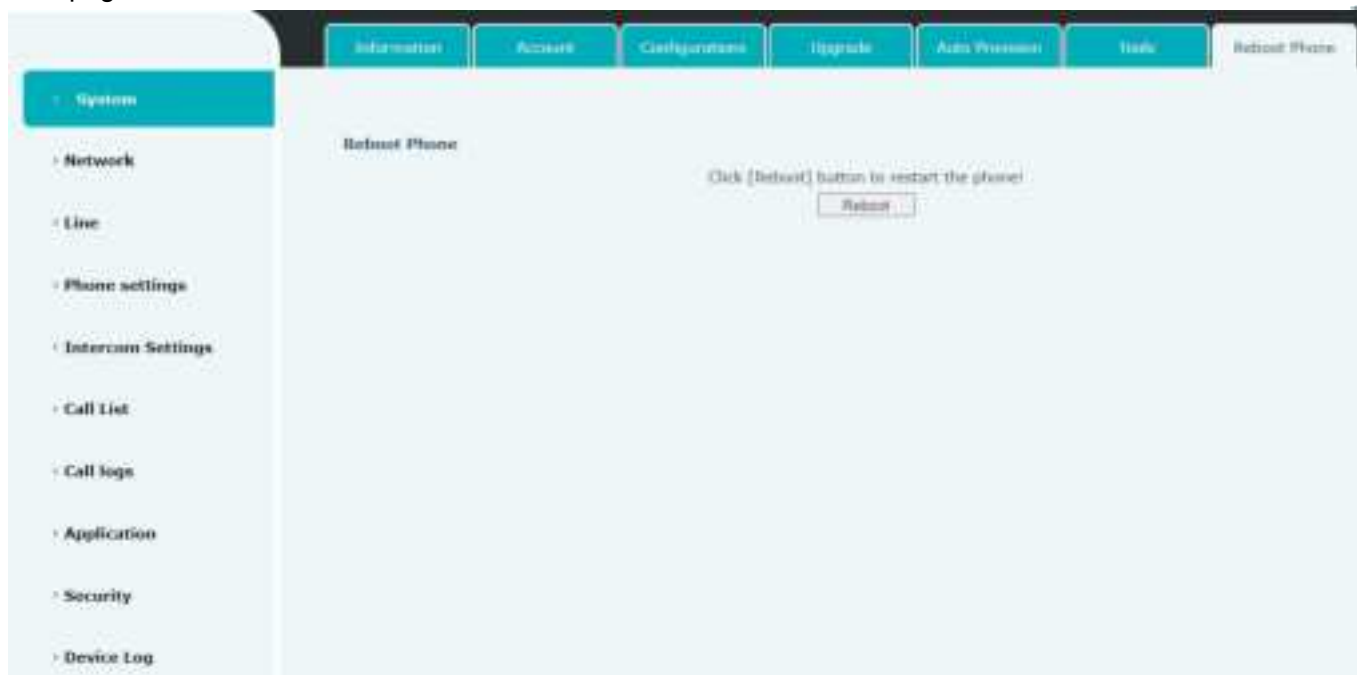 Information Account Configurations Upgrade Auto Provision Tools Reboot Phone
› System
› Network
› Line
› Phone settings
› Intercom Settings
› Call List
› Call logs
› Application
› Security
› Device Log
Reboot Phone
Click [Reboot] button to restart the phone!
Reboot